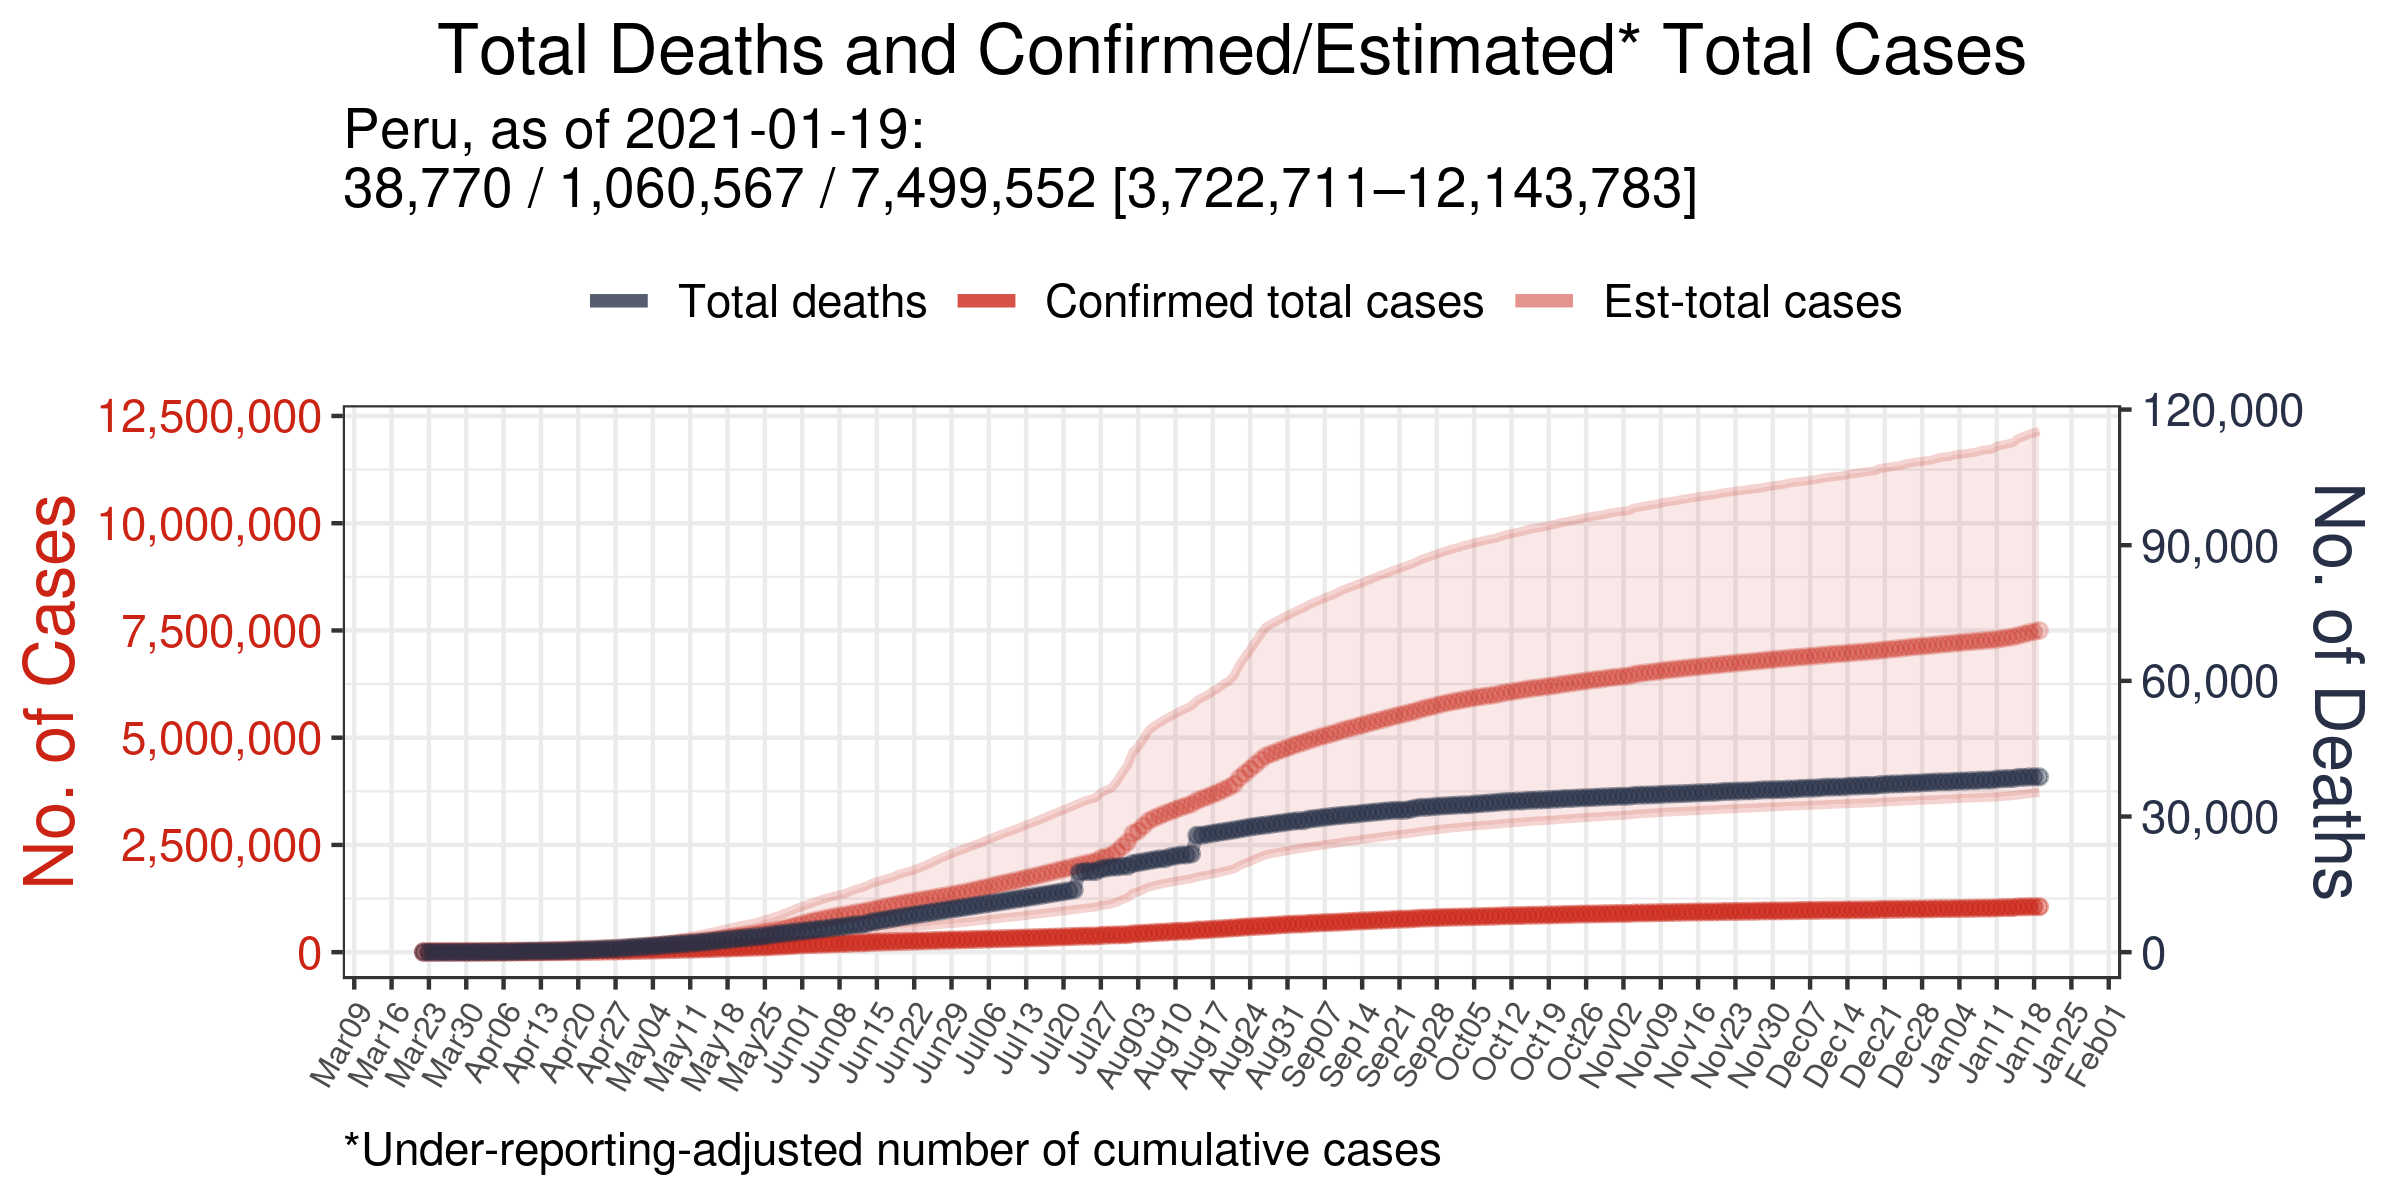 Total Deaths and Confirmed/Estimated* Total Cases
Peru, as of 2021-01-19:
38,770 / 1,060,567 / 7,499,552 [3,722,711–12,143,783]
Total deaths
Confirmed total cases
Est-total cases
No. of Cases
12,500,000
10,000,000
7,500,000
5,000,000
2,500,000
0
120,000
90,000
60,000
30,000
0
No. of Deaths
Mar09
Mar16
Mar23
Mar30
Apr06
Apr13
Apr20
Apr27
May04
May11
May18
May25
Jun01
Jun08
Jun15
Jun22
Jun29
Jul06
Jul13
Jul20
Jul27
Aug03
Aug10
Aug17
Aug24
Aug31
Sep07
Sep14
Sep21
Sep28
Oct05
Oct12
Oct19
Oct26
Nov02
Nov09
Nov16
Nov23
Nov30
Dec07
Dec14
Dec21
Dec28
Jan04
Jan11
Jan18
Jan25
Feb01
*Under-reporting-adjusted number of cumulative cases